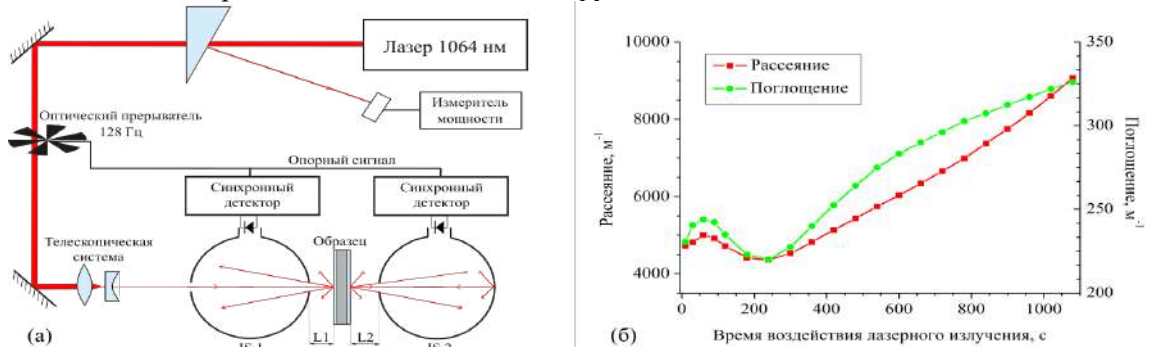 Лазер 1064 нм
Измеритель
мощности
Оптический прерыватель
128 Гц
Опорный сигнал
Синхронный
детектор
Синхронный
детектор
Телескопическая
система
Образец
L1
L2
(а)
10000
8000
6000
4000
Рассеяние, м⁻¹
Рассеяние
Поглощение
350
300
250
200
Поглощение, м⁻¹
0 200 400 600 800 1000
Время воздействия лазерного излучения, с
(б)